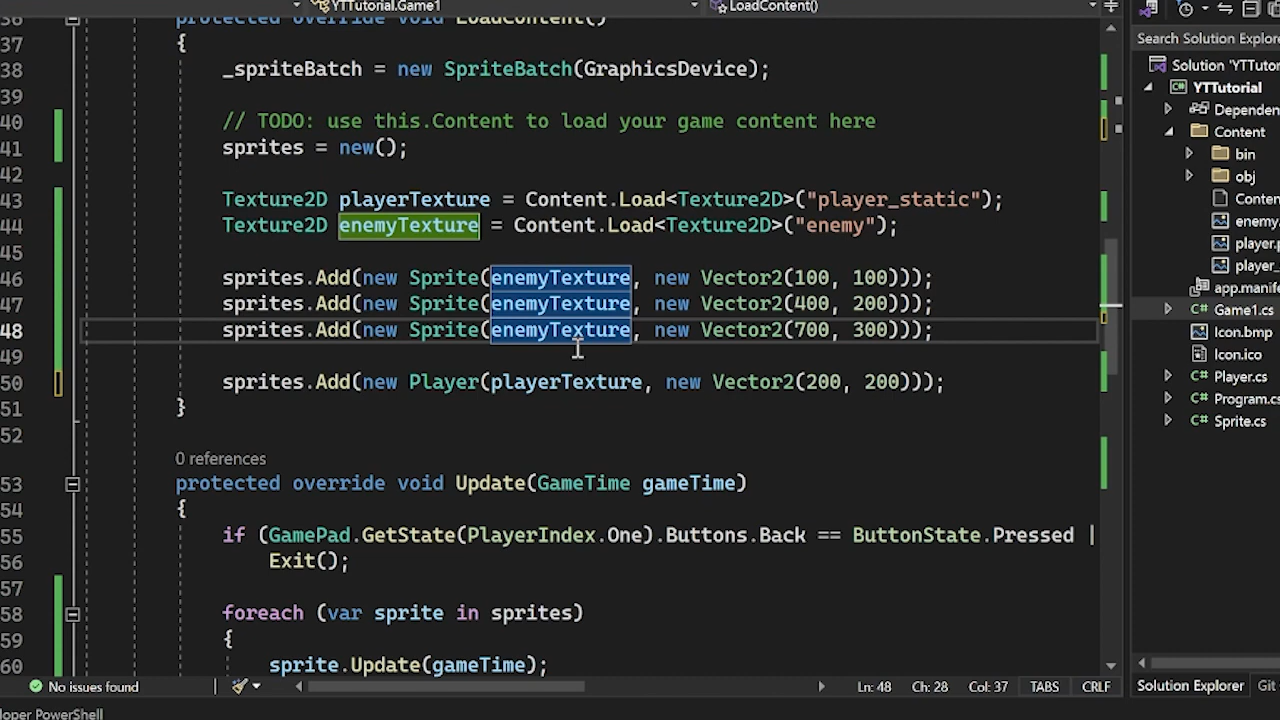 YTTutorial.Game1
LoadContent()
36
protected override void LoadContent()
37
{
38
_spriteBatch = new SpriteBatch(GraphicsDevice);
39
40
// TODO: use this.Content to load your game content here
41
sprites = new();
42
43
Texture2D playerTexture = Content.Load<Texture2D>("player_static");
44
Texture2D enemyTexture = Content.Load<Texture2D>("enemy");
45
46
sprites.Add(new Sprite(enemyTexture, new Vector2(100, 100)));
47
sprites.Add(new Sprite(enemyTexture, new Vector2(400, 200)));
48
sprites.Add(new Sprite(enemyTexture, new Vector2(700, 300)));
49
50
sprites.Add(new Player(playerTexture, new Vector2(200, 200)));
51
}
52
0 references
53
protected override void Update(GameTime gameTime)
54
{
55
if (GamePad.GetState(PlayerIndex.One).Buttons.Back == ButtonState.Pressed |
56
Exit();
57
58
foreach (var sprite in sprites)
59
{
60
sprite.Update(gameTime);
No issues found
Ln: 48 Ch: 28 Col: 37 TABS CRLF
loper PowerShell
Search Solution Explore
Solution 'YTTutor
C# YTTutorial
Dependen
Content
bin
obj
Conten
enemy
player.p
player_
app.manife
C# Game1.cs
Icon.bmp
Icon.ico
C# Player.cs
C# Program.cs
C# Sprite.cs
Solution Explorer Git